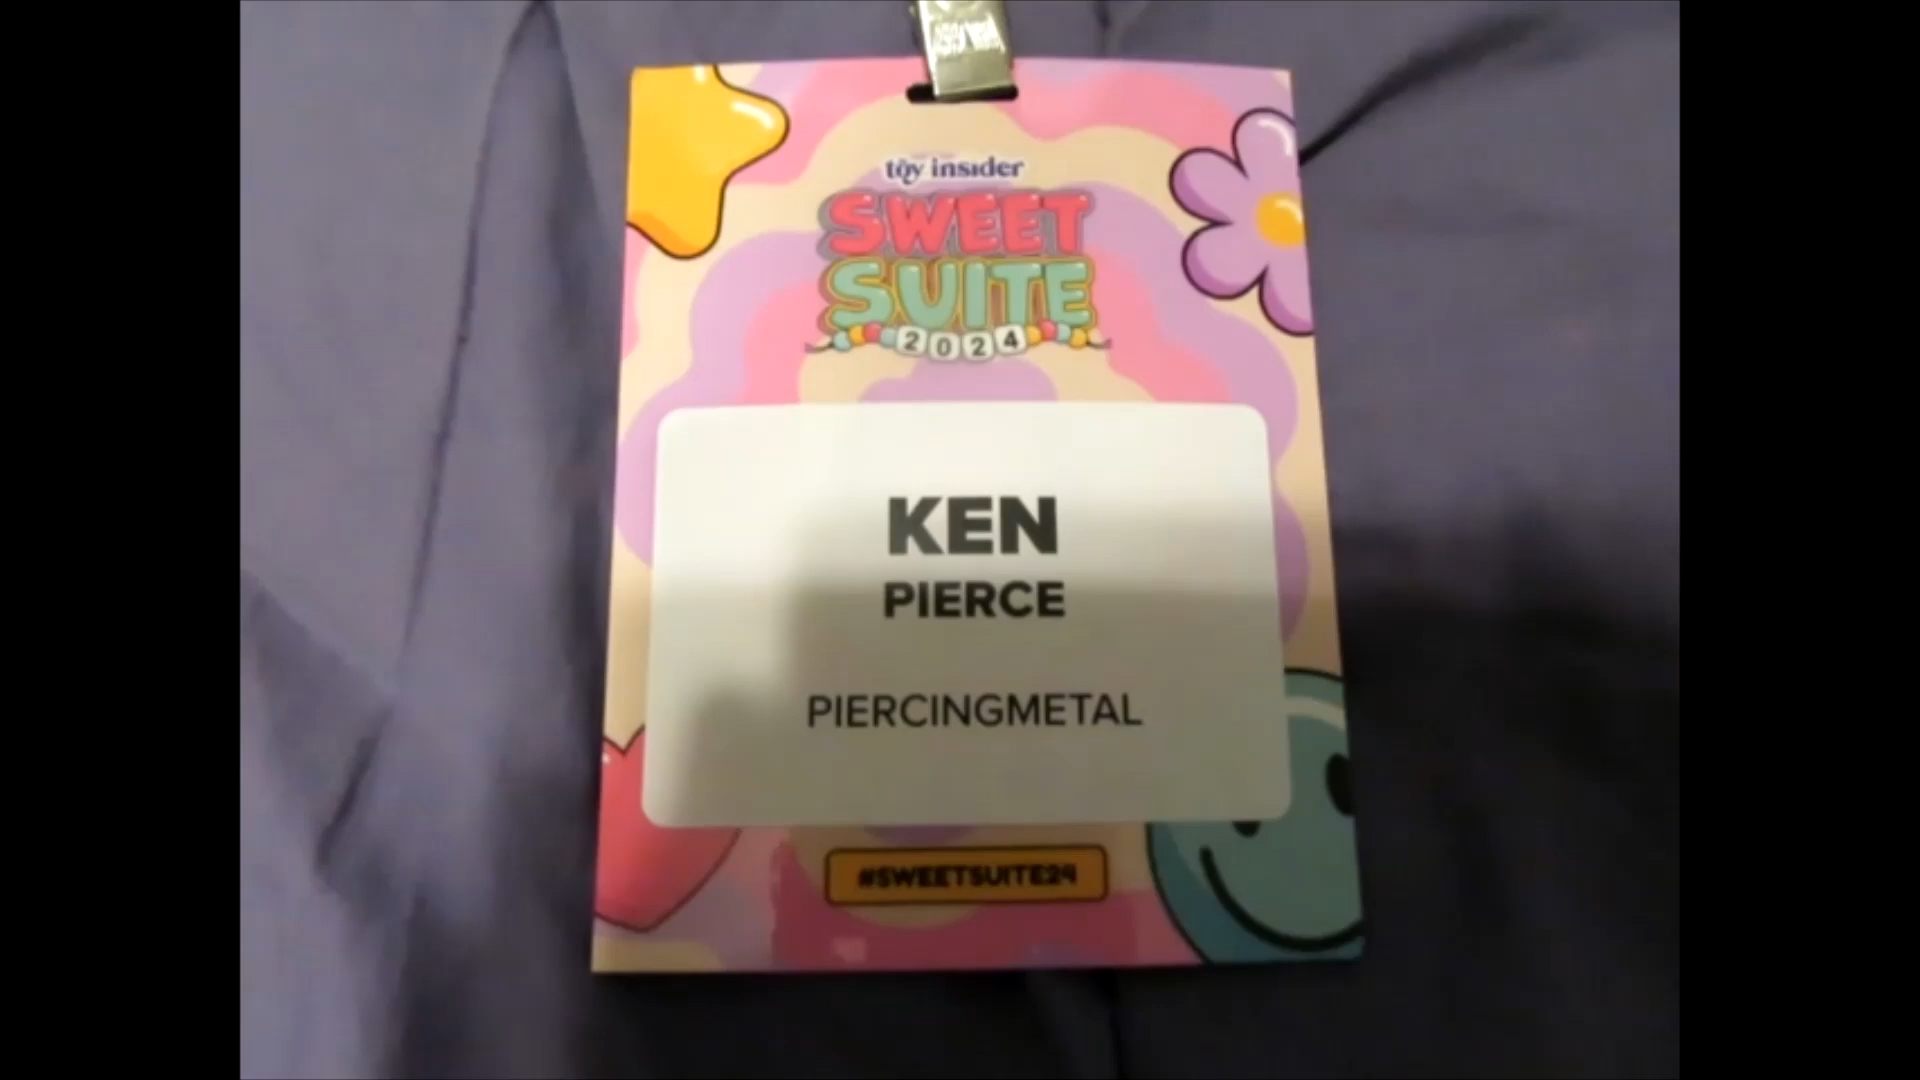 toy insider
SWEET
SUITE
2024
KEN
PIERCE
PIERCINGMETAL
#SWEETSUITE24